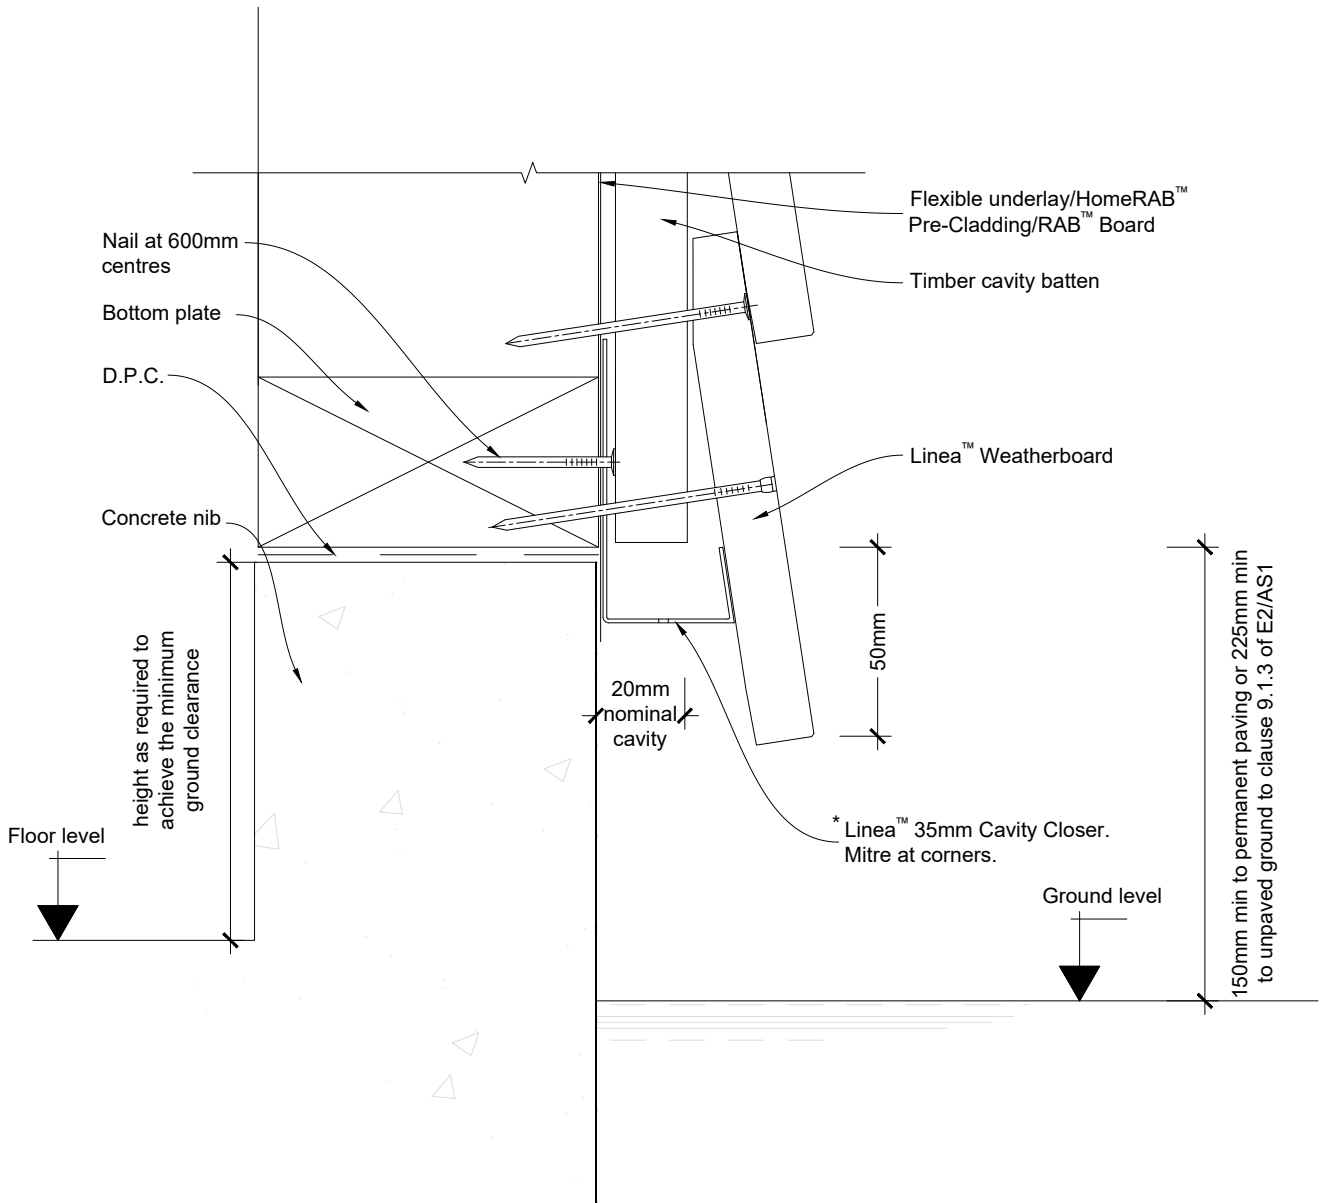 Flexible underlay/HomeRAB™
Pre-Cladding/RAB™ Board
Nail at 600mm
centres
Timber cavity batten
Bottom plate
D.P.C.
Linea™ Weatherboard
Concrete nib
50mm
150mm min to permanent paving or 225mm min
to unpaved ground to clause 9.1.3 of E2/AS1
height as required to
achieve the minimum
ground clearance
20mm
nominal
cavity
* Linea™ 35mm Cavity Closer.
Mitre at corners.
Floor level
Ground level